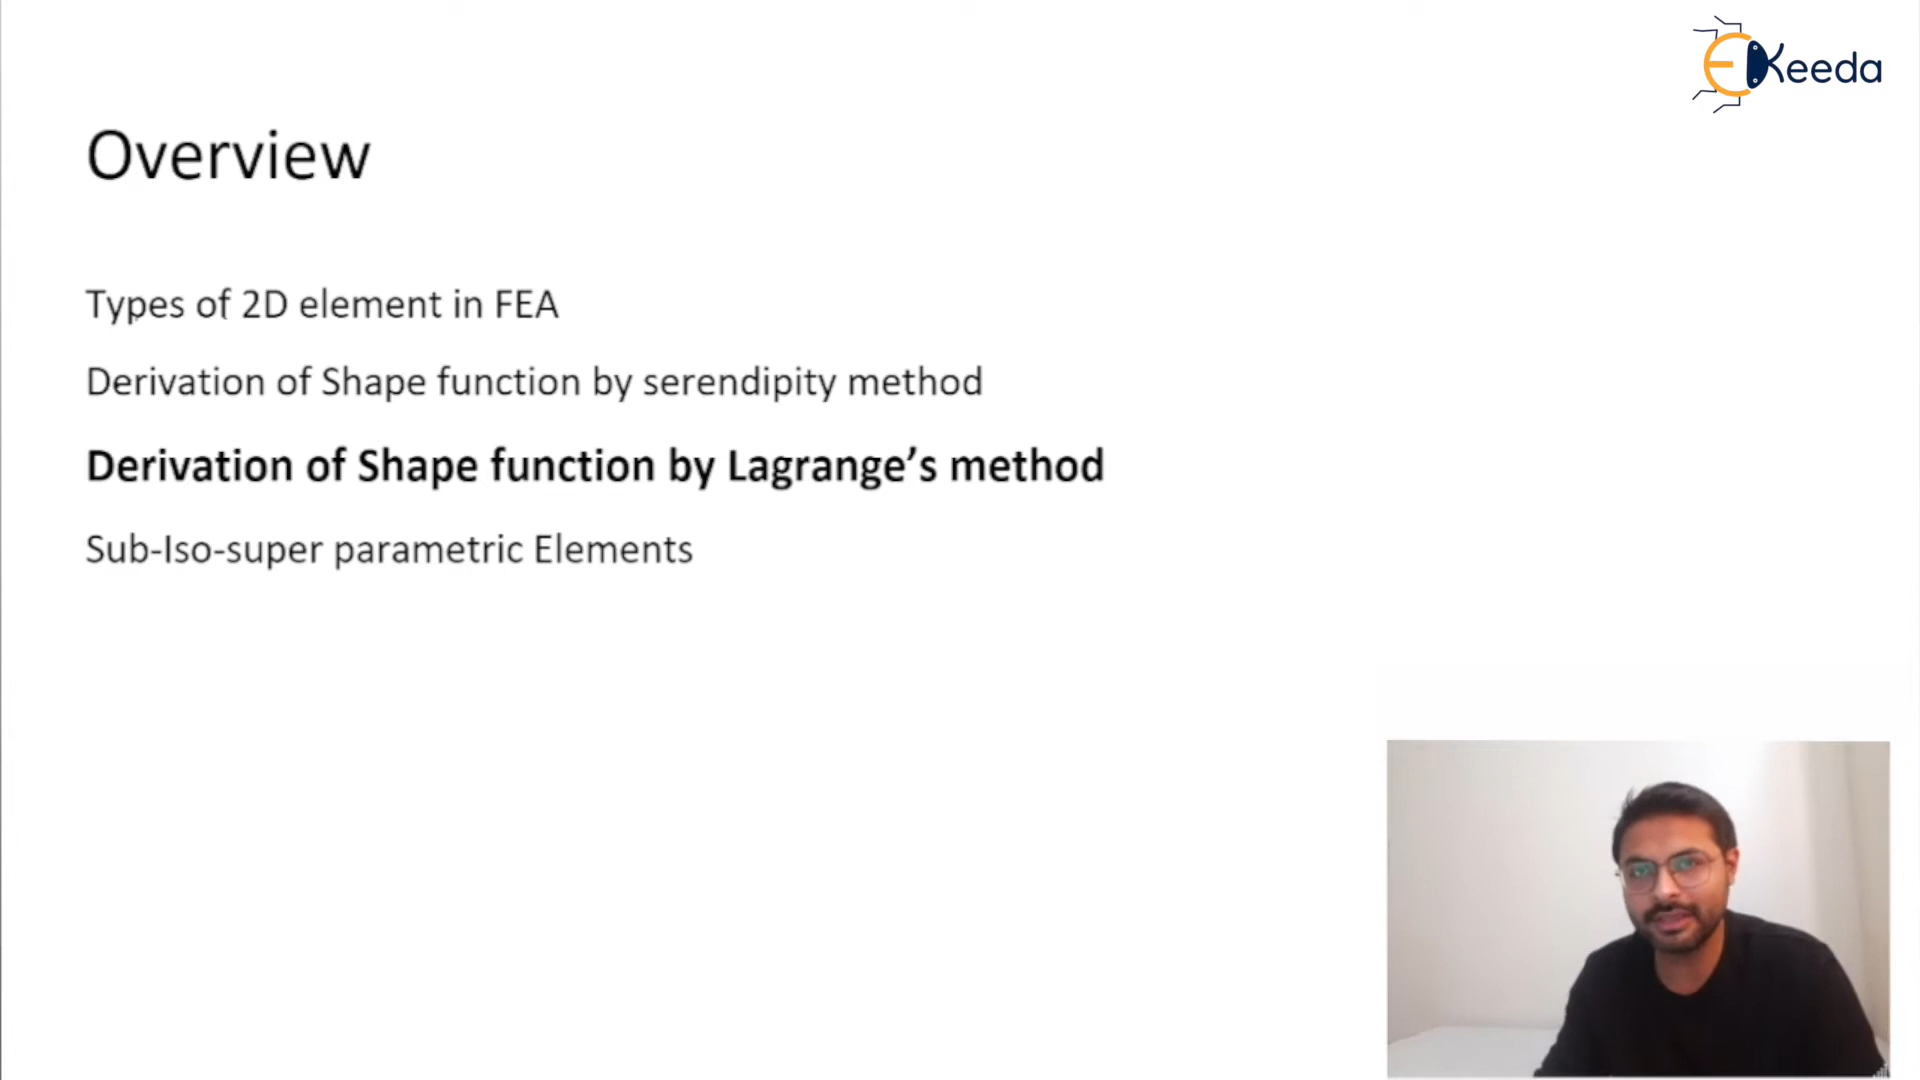 EKeeda
Overview
Types of 2D element in FEA
Derivation of Shape function by serendipity method
Derivation of Shape function by Lagrange’s method
Sub-Iso-super parametric Elements